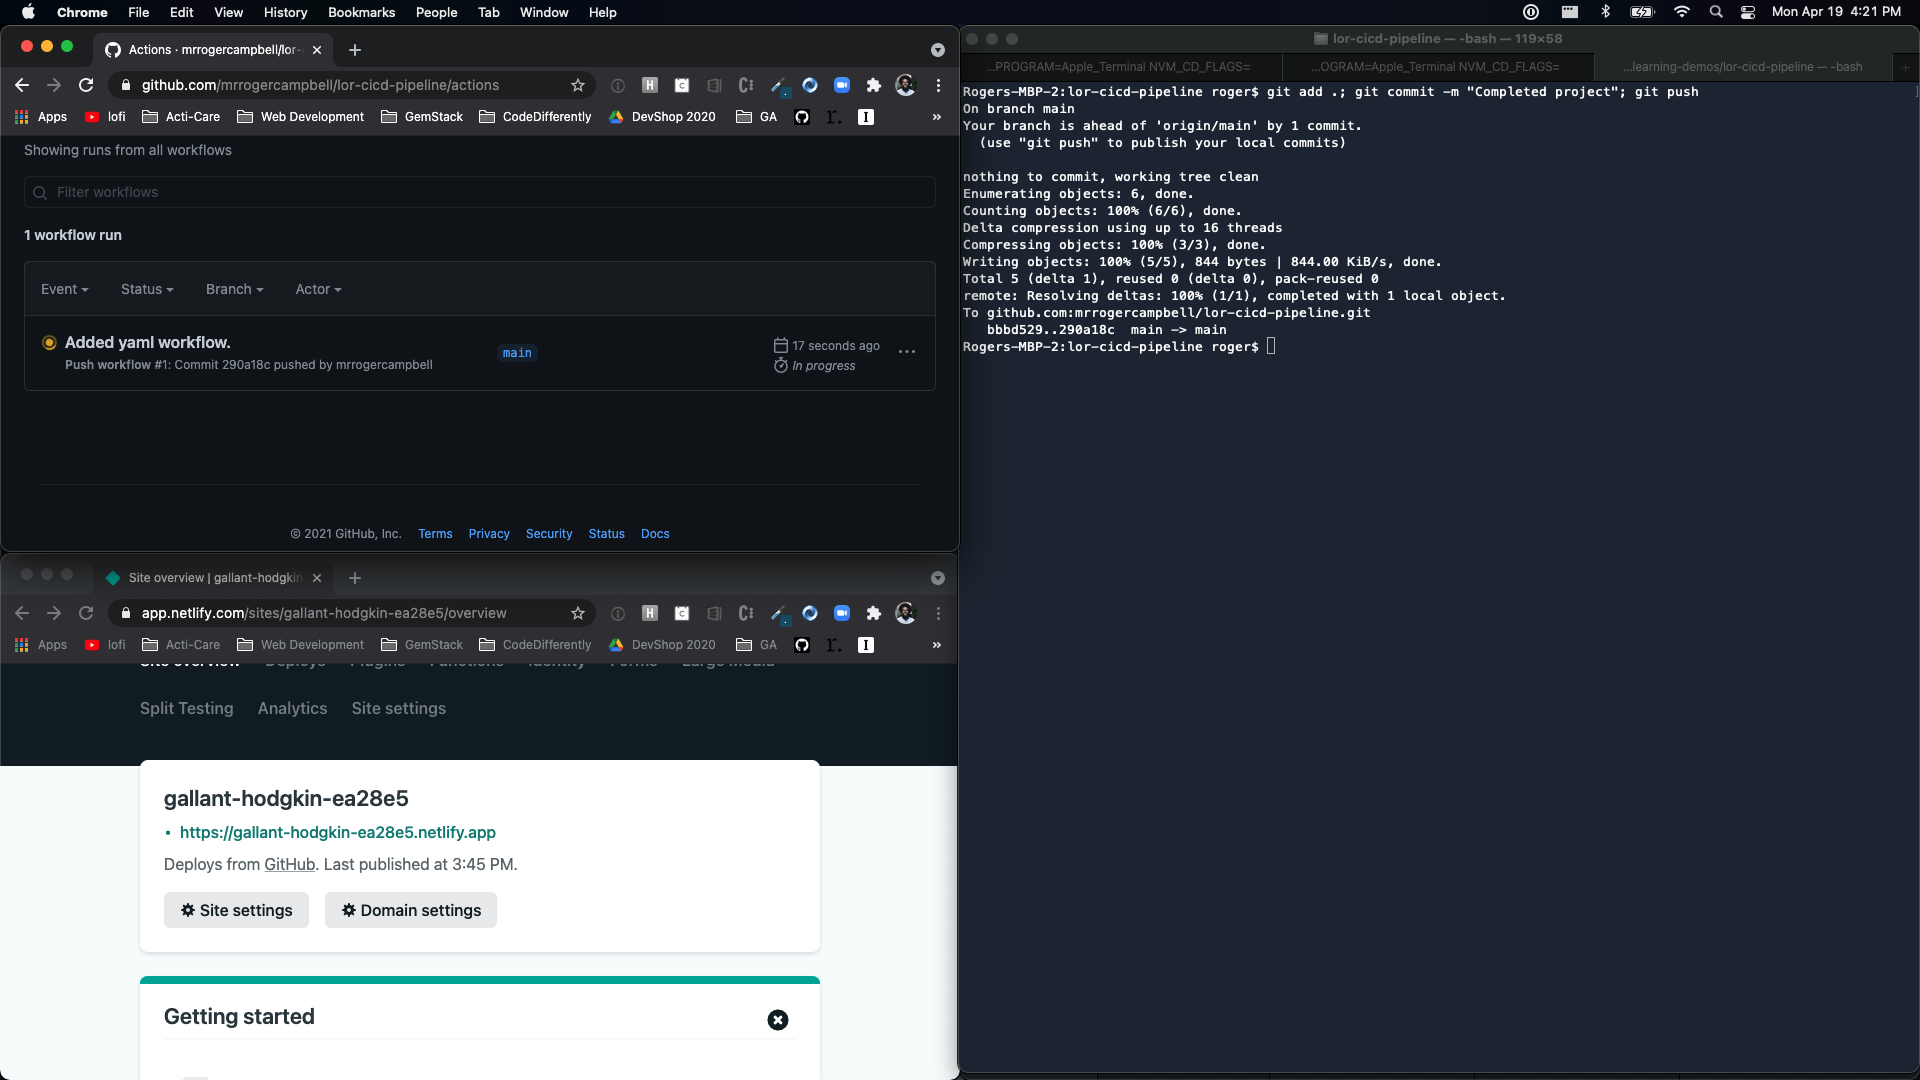 Chrome File Edit View History Bookmarks People Tab Window Help
Mon Apr 19 4:21 PM
Actions · mrrogercampbell/lor-
github.com/mrrogercampbell/lor-cicd-pipeline/actions
Apps lofi Acti-Care Web Development GemStack CodeDifferently DevShop 2020 GA r. I »
Showing runs from all workflows
Filter workflows
1 workflow run
Event Status Branch Actor
Added yaml workflow.
Push workflow #1: Commit 290a18c pushed by mrrogercampbell
main
17 seconds ago
In progress
© 2021 GitHub, Inc. Terms Privacy Security Status Docs
Site overview | gallant-hodgkin
app.netlify.com/sites/gallant-hodgkin-ea28e5/overview
Apps lofi Acti-Care Web Development GemStack CodeDifferently DevShop 2020 GA r. I »
Site overview Deploys Plugins Functions Identity Forms Large Media
Split Testing Analytics Site settings
gallant-hodgkin-ea28e5
• https://gallant-hodgkin-ea28e5.netlify.app
Deploys from GitHub. Last published at 3:45 PM.
Site settings Domain settings
Getting started
lor-cicd-pipeline — -bash — 119×58
...PROGRAM=Apple_Terminal NVM_CD_FLAGS= ...OGRAM=Apple_Terminal NVM_CD_FLAGS= ...learning-demos/lor-cicd-pipeline — -bash
Rogers-MBP-2:lor-cicd-pipeline roger$ git add .; git commit -m "Completed project"; git push
On branch main
Your branch is ahead of 'origin/main' by 1 commit.
(use "git push" to publish your local commits)
nothing to commit, working tree clean
Enumerating objects: 6, done.
Counting objects: 100% (6/6), done.
Delta compression using up to 16 threads
Compressing objects: 100% (3/3), done.
Writing objects: 100% (5/5), 844 bytes | 844.00 KiB/s, done.
Total 5 (delta 1), reused 0 (delta 0), pack-reused 0
remote: Resolving deltas: 100% (1/1), completed with 1 local object.
To github.com:mrrogercampbell/lor-cicd-pipeline.git
bbbd529..290a18c main -> main
Rogers-MBP-2:lor-cicd-pipeline roger$